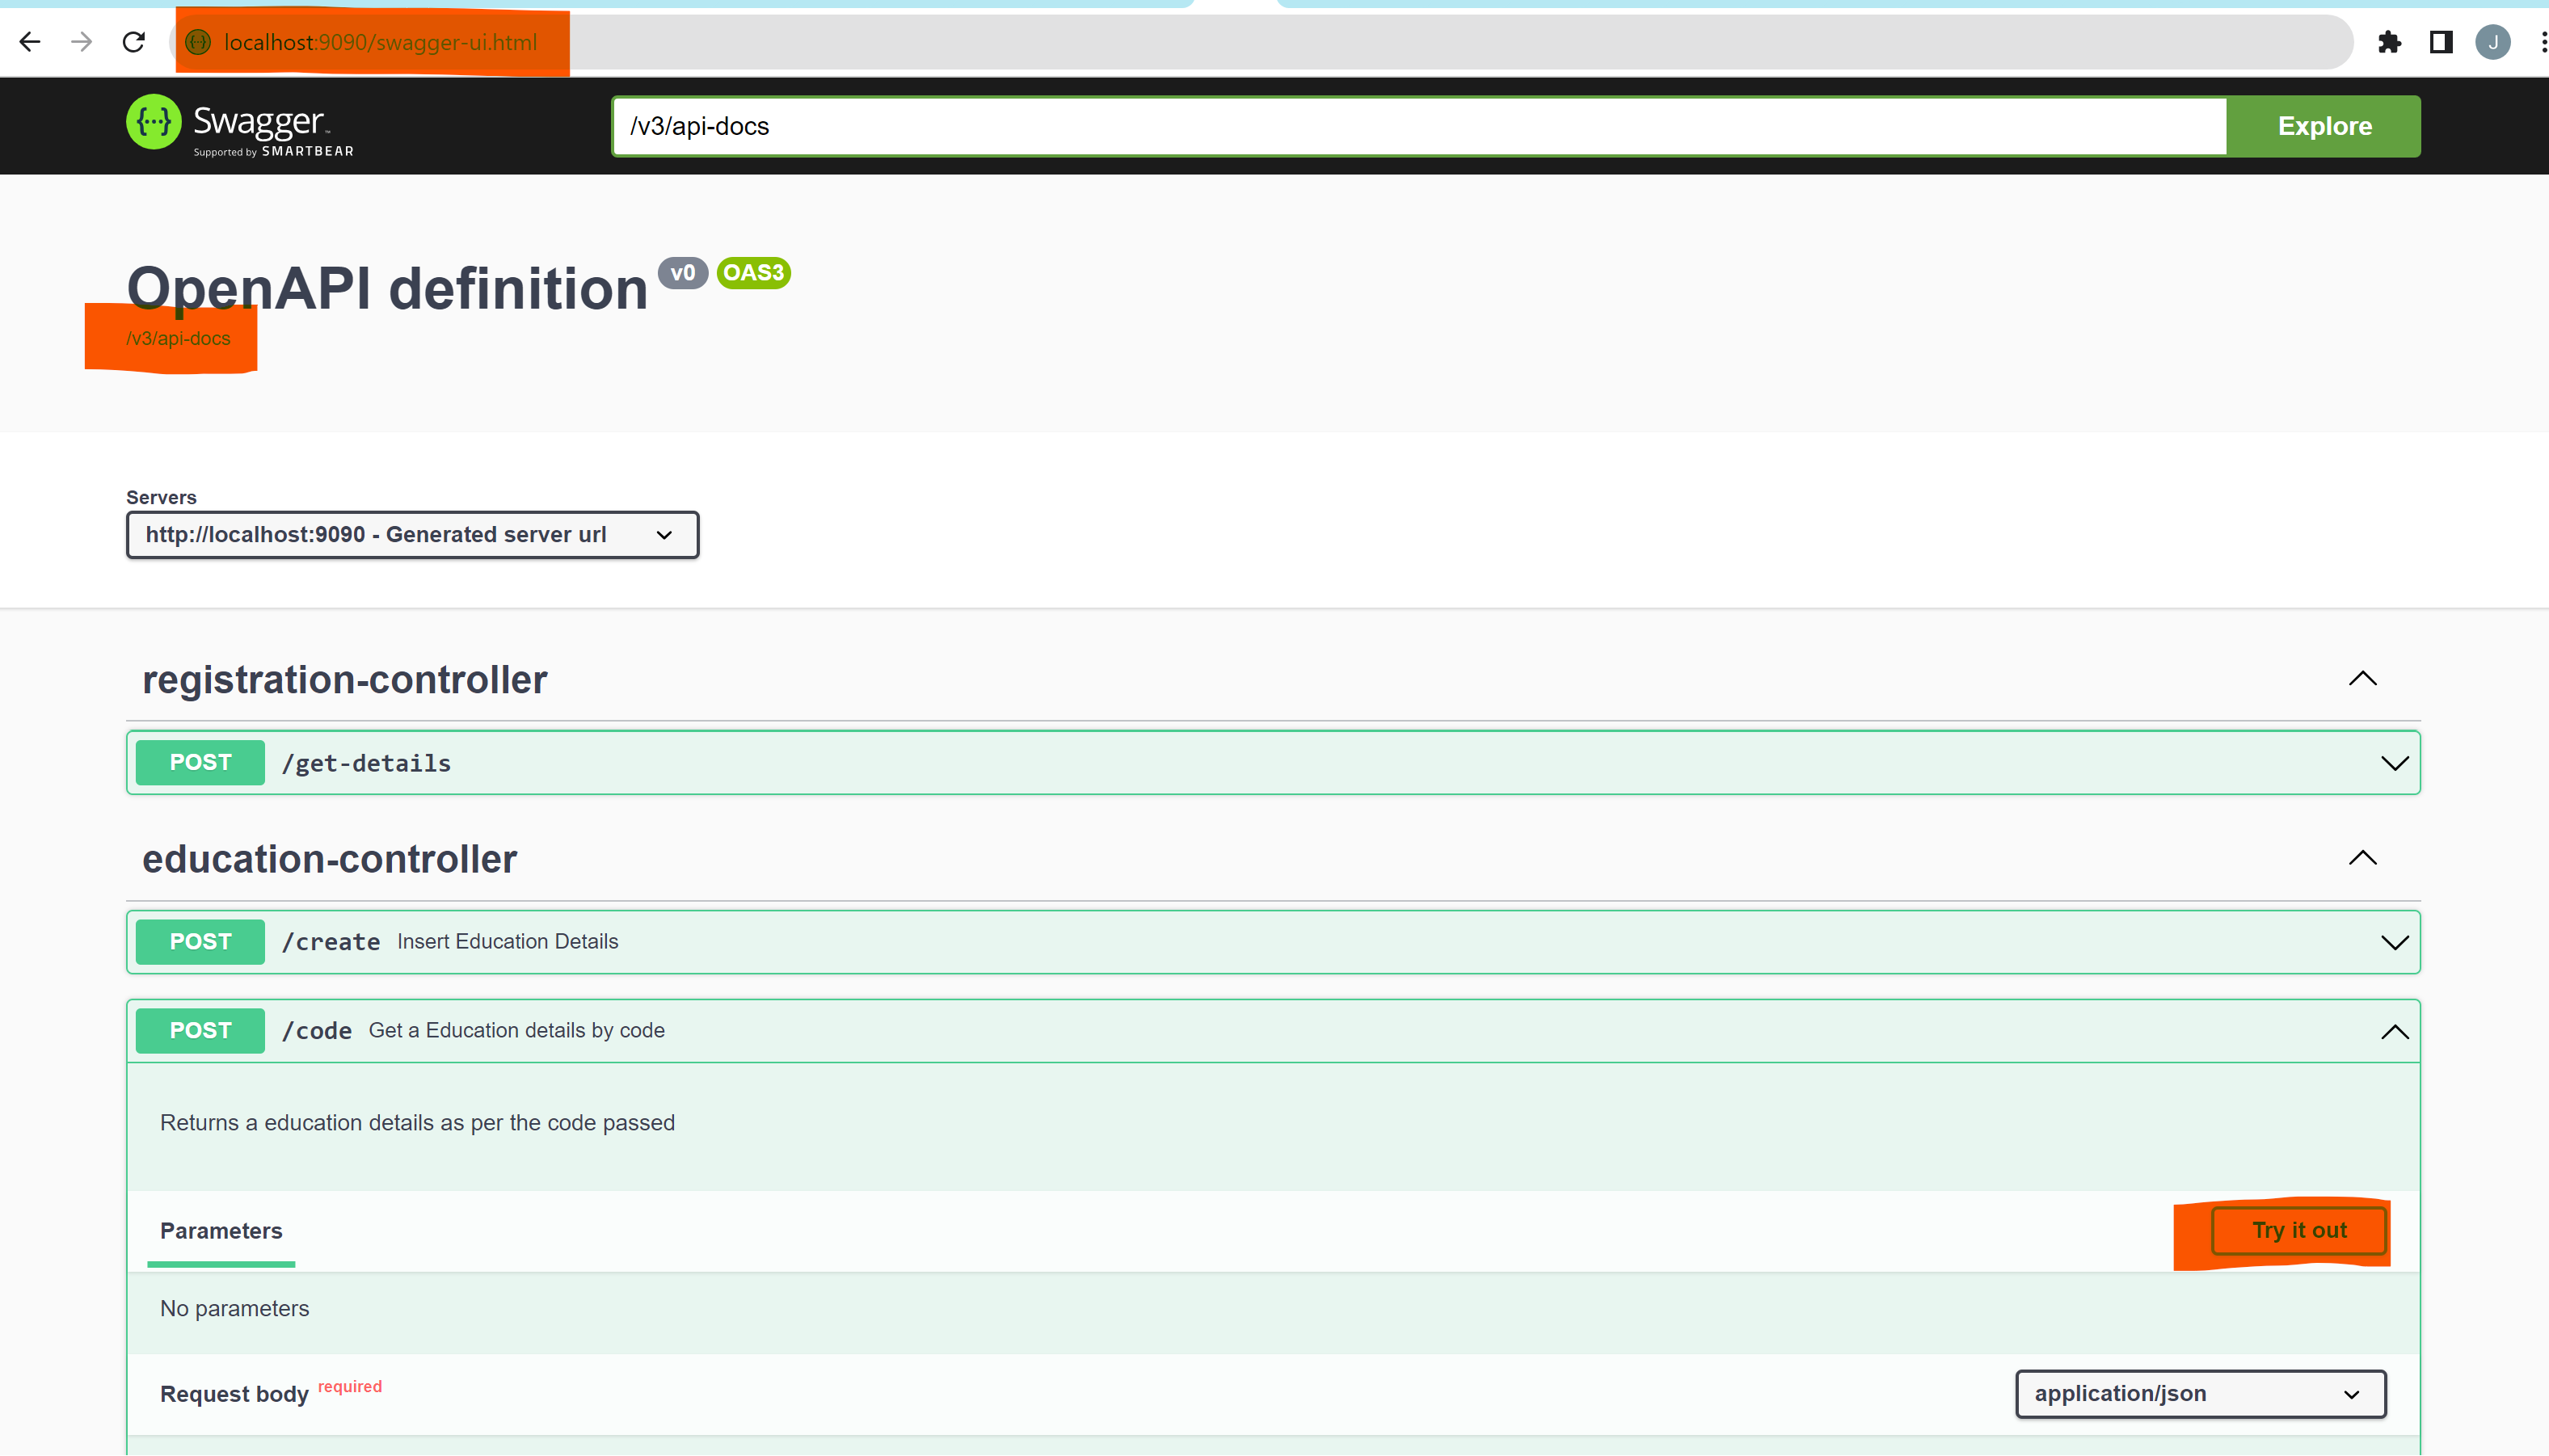 localhost:9090/swagger-ui.html
J
{···} Swagger™
Supported by SMARTBEAR
/v3/api-docs
Explore
OpenAPI definition v0 OAS3
/v3/api-docs
Servers
http://localhost:9090 - Generated server url
registration-controller
POST /get-details
education-controller
POST /create Insert Education Details
POST /code Get a Education details by code
Returns a education details as per the code passed
Parameters
Try it out
No parameters
Request body required
application/json